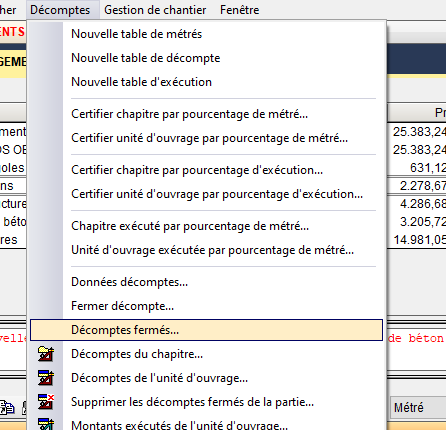 cher Décomptes Gestion de chantier Fenêtre
ENTS
Nouvelle table de métrés
GEME
Nouvelle table de décompte
Nouvelle table d'exécution
Certifier chapitre par pourcentage de métré...
Pr
ement 25.383,24
Certifier unité d'ouvrage par pourcentage de métré...
OS OE 25.383,24
Certifier chapitre par pourcentage d'exécution...
goles 631,12
ns 2.278,67
Certifier unité d'ouvrage par pourcentage d'exécution...
cture 4.286,68
béto 3.205,72
Chapitre exécuté par pourcentage de métré...
res 14.981,05
Unité d'ouvrage exécutée par pourcentage de métré...
Données décomptes...
Fermer décompte...
Décomptes fermés...
velle de béton
Décomptes du chapitre...
Décomptes de l'unité d'ouvrage...
Supprimer les décomptes fermés de la partie...
Métré
Montants exécutés de l'unité d'ouvrage...